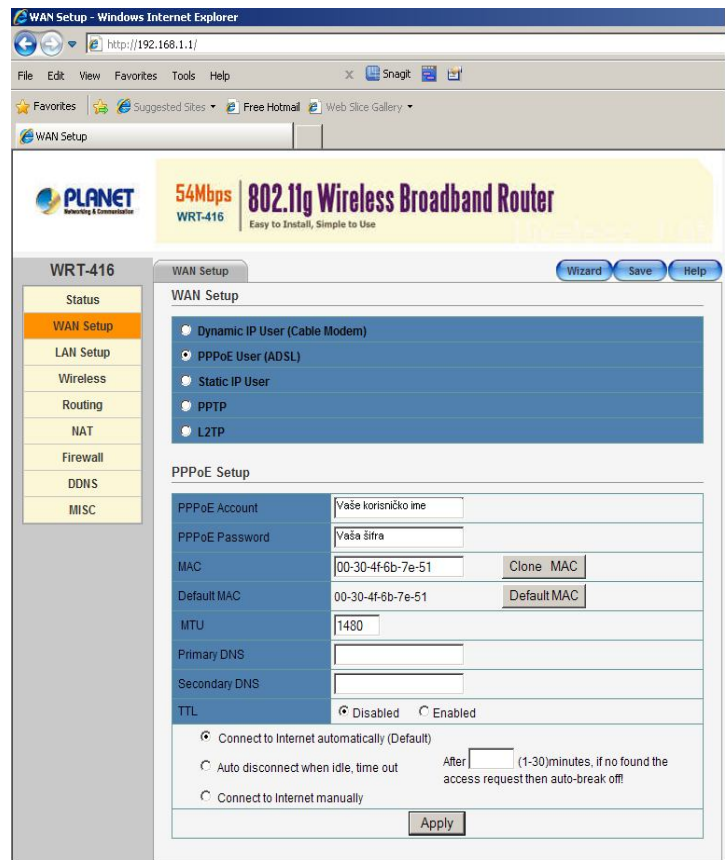 WAN Setup - Windows Internet Explorer
http://192.168.1.1/
File Edit View Favorites Tools Help
X Snagit
Favorites Suggested Sites Free Hotmail Web Slice Gallery
WAN Setup
PLANET
Networking & Communication
54Mbps
WRT-416
802.11g Wireless Broadband Router
Easy to Install, Simple to Use
WRT-416
WAN Setup
Wizard Save Help
Status
WAN Setup
LAN Setup
Wireless
Routing
NAT
Firewall
DDNS
MISC
WAN Setup
Dynamic IP User (Cable Modem)
PPPoE User (ADSL)
Static IP User
PPTP
L2TP
PPPoE Setup
PPPoE Account Vaše korisničko ime
PPPoE Password Vaša šifra
MAC 00-30-4f-6b-7e-51 Clone MAC
Default MAC 00-30-4f-6b-7e-51 Default MAC
MTU 1480
Primary DNS
Secondary DNS
TTL Disabled Enabled
Connect to Internet automatically (Default)
Auto disconnect when idle, time out After (1-30)minutes, if no found the
access request then auto-break off!
Connect to Internet manually
Apply